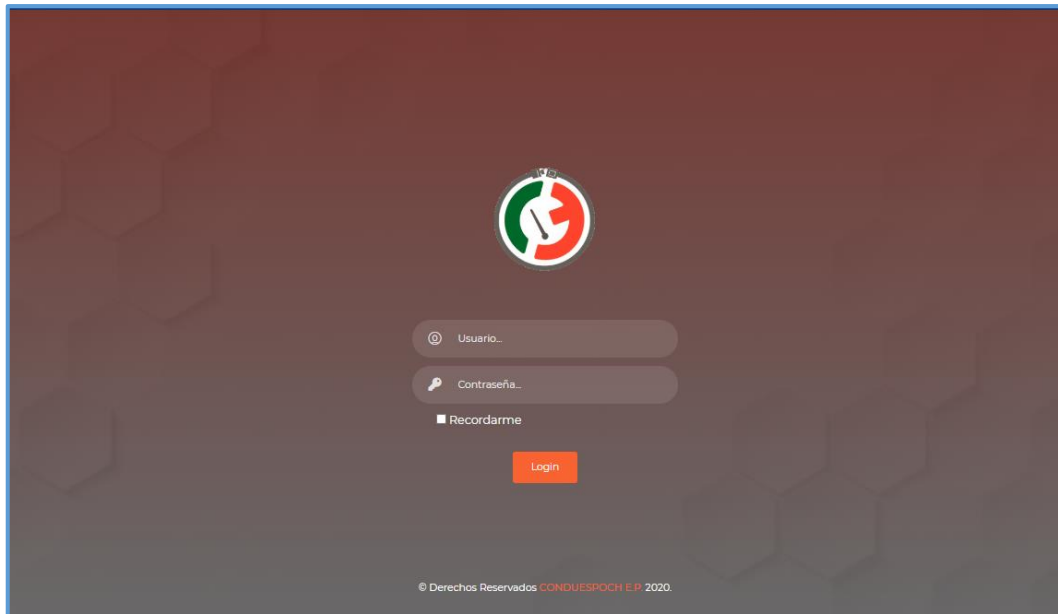 Usuario...
Contraseña...
Recordarme
Login
© Derechos Reservados CONDUESPOCH E.P. 2020.